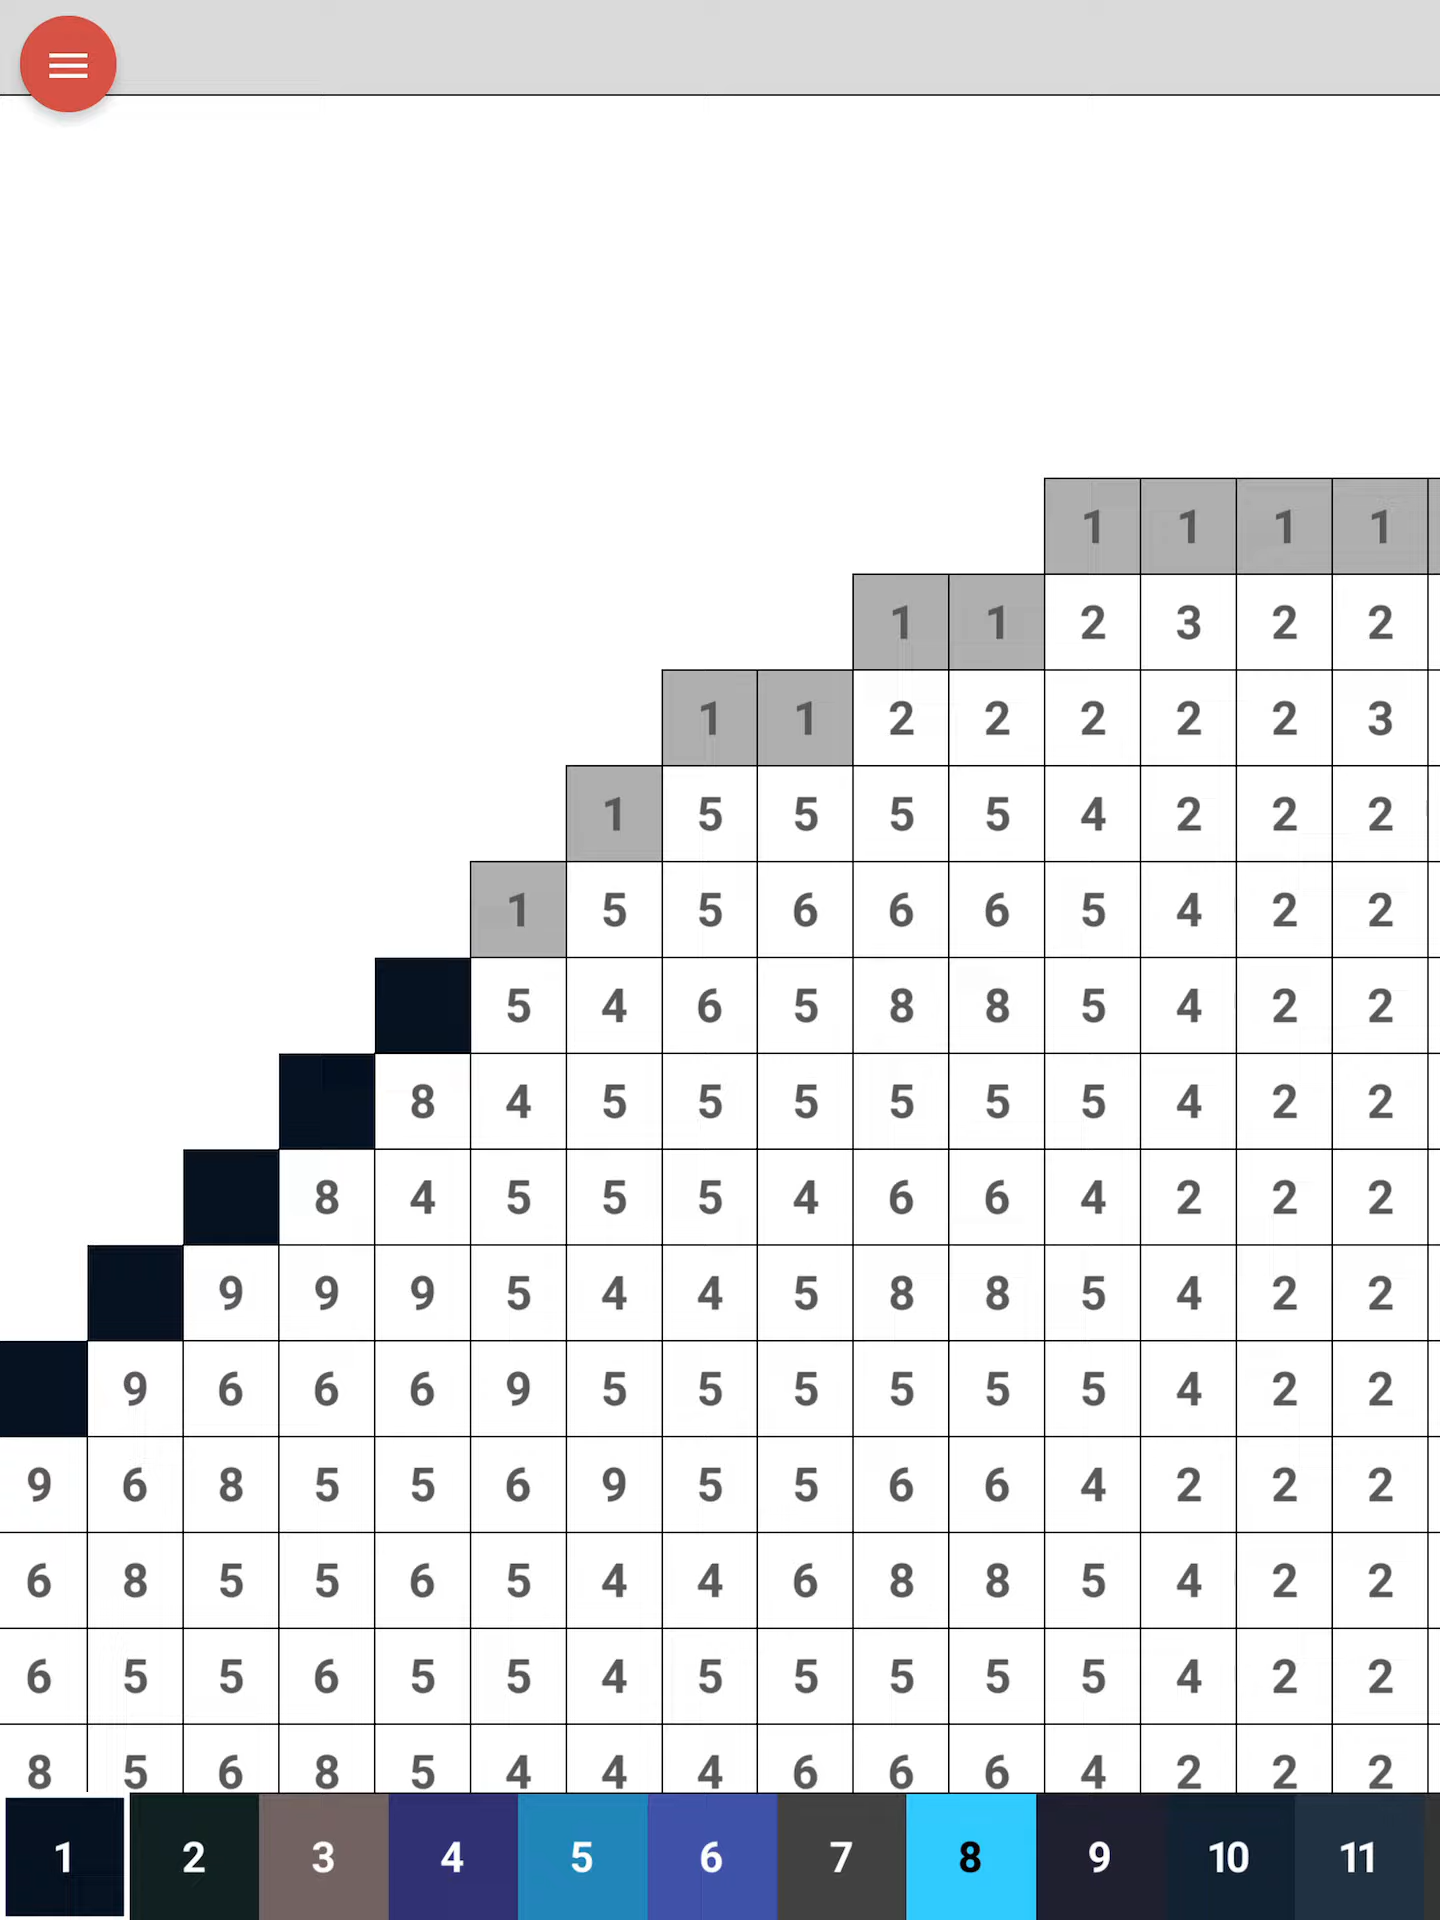 1 1 1 1
1 1 2 3 2 2
1 1 2 2 2 2 2 3
1 5 5 5 5 4 2 2 2
1 5 5 6 6 6 5 4 2 2
5 4 6 5 8 8 5 4 2 2
8 4 5 5 5 5 5 5 4 2 2
8 4 5 5 5 4 6 6 4 2 2 2
9 9 9 5 4 4 5 8 8 5 4 2 2
9 6 6 6 9 5 5 5 5 5 5 4 2 2
9 6 8 5 5 6 9 5 5 6 6 4 2 2 2
6 8 5 5 6 5 4 4 6 8 8 5 4 2 2
6 5 5 6 5 5 4 5 5 5 5 5 4 2 2
8 5 6 8 5 4 4 4 6 6 6 4 2 2 2
1 2 3 4 5 6 7 8 9 10 11